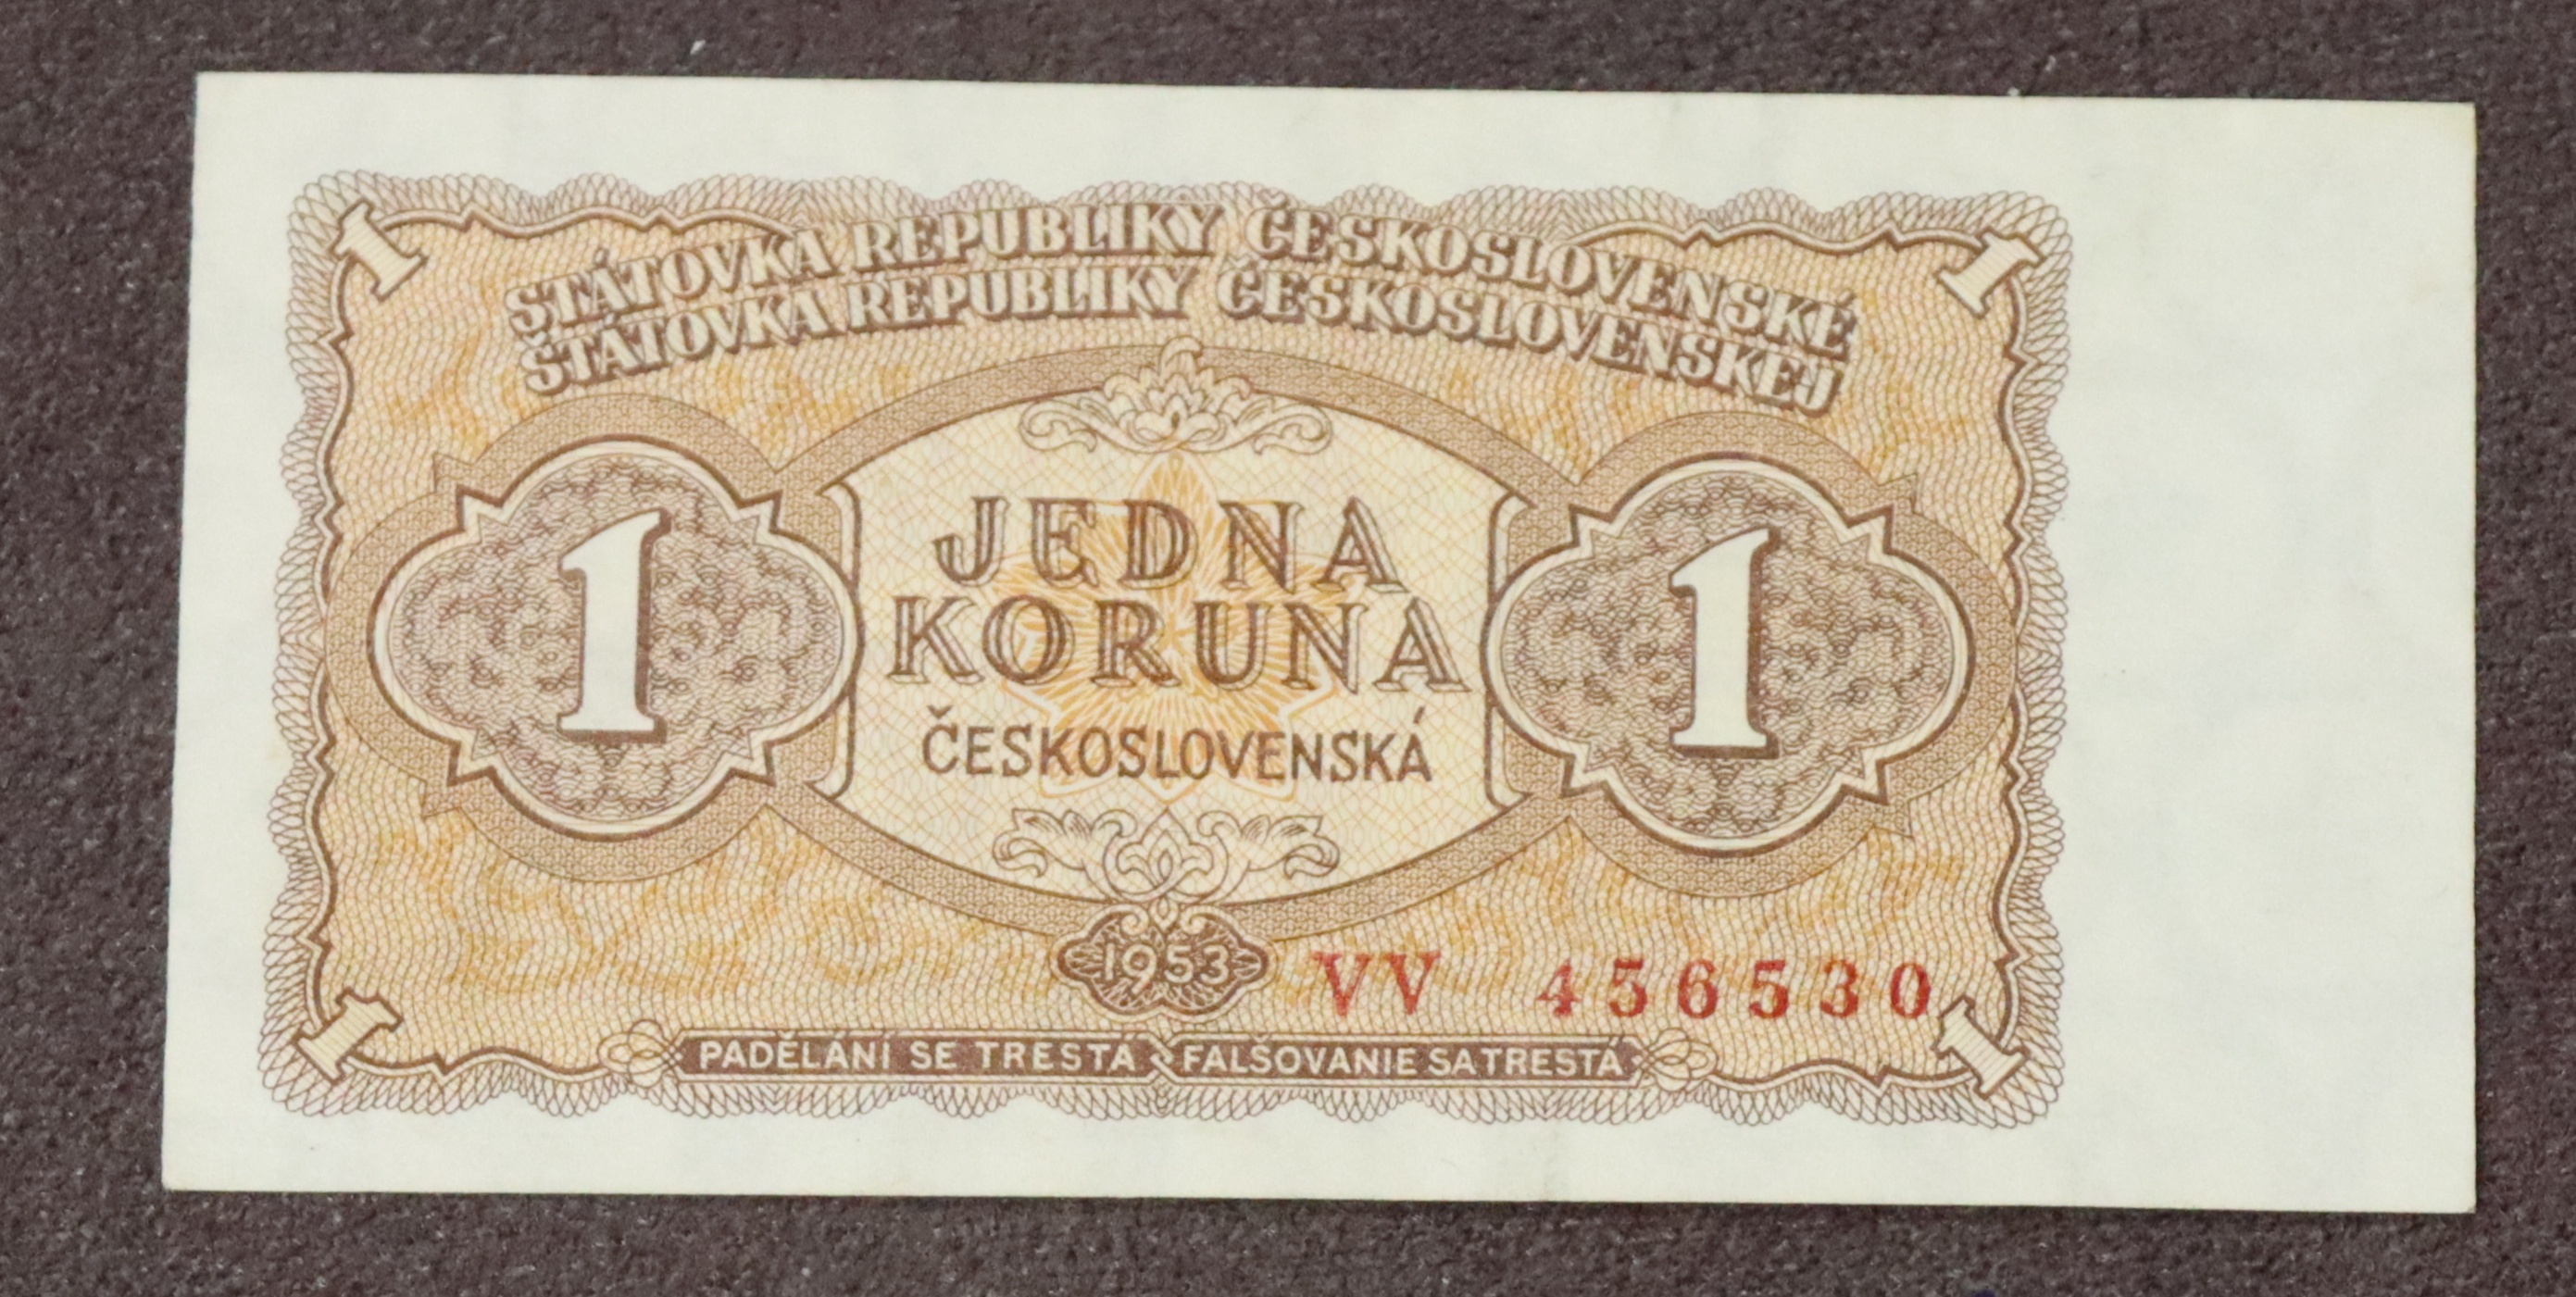 1 1
STÁTOVKA REPUBLIKY ČESKOSLOVENSKÉ
ŠTÁTOVKA REPUBLIKY ČESKOSLOVENSKEJ
1 JEDNA 1
KORUNA
ČESKOSLOVENSKÁ
1953 VV 456530
1 1
PADĚLÁNÍ SE TRESTÁ FALŠOVANIE SA TRESTÁ